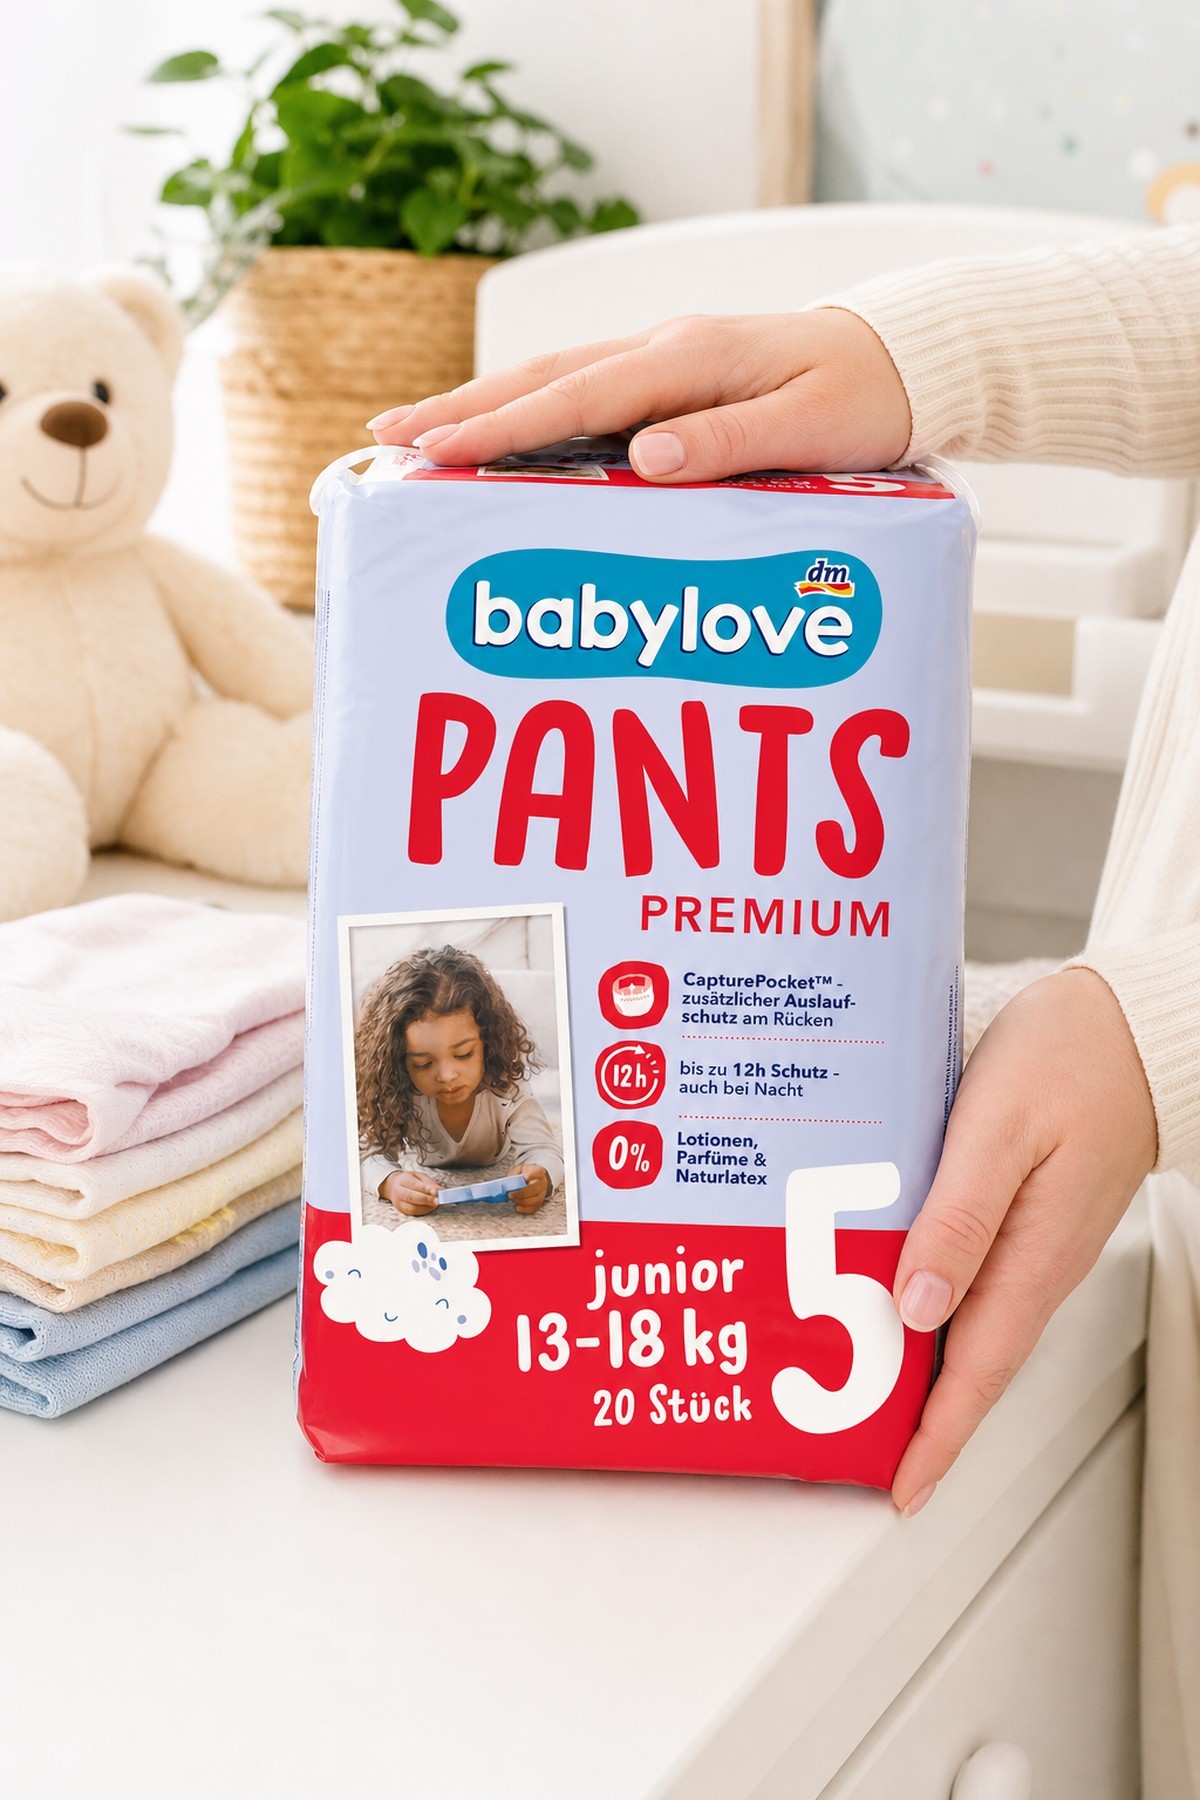 babylove
dm
PANTS
PREMIUM
CapturePocket™ -
zusätzlicher Auslauf-
schutz am Rücken
12h
bis zu 12h Schutz -
auch bei Nacht
0%
Lotionen,
Parfüme &
Naturlatex
junior
13-18 kg
20 Stück
5